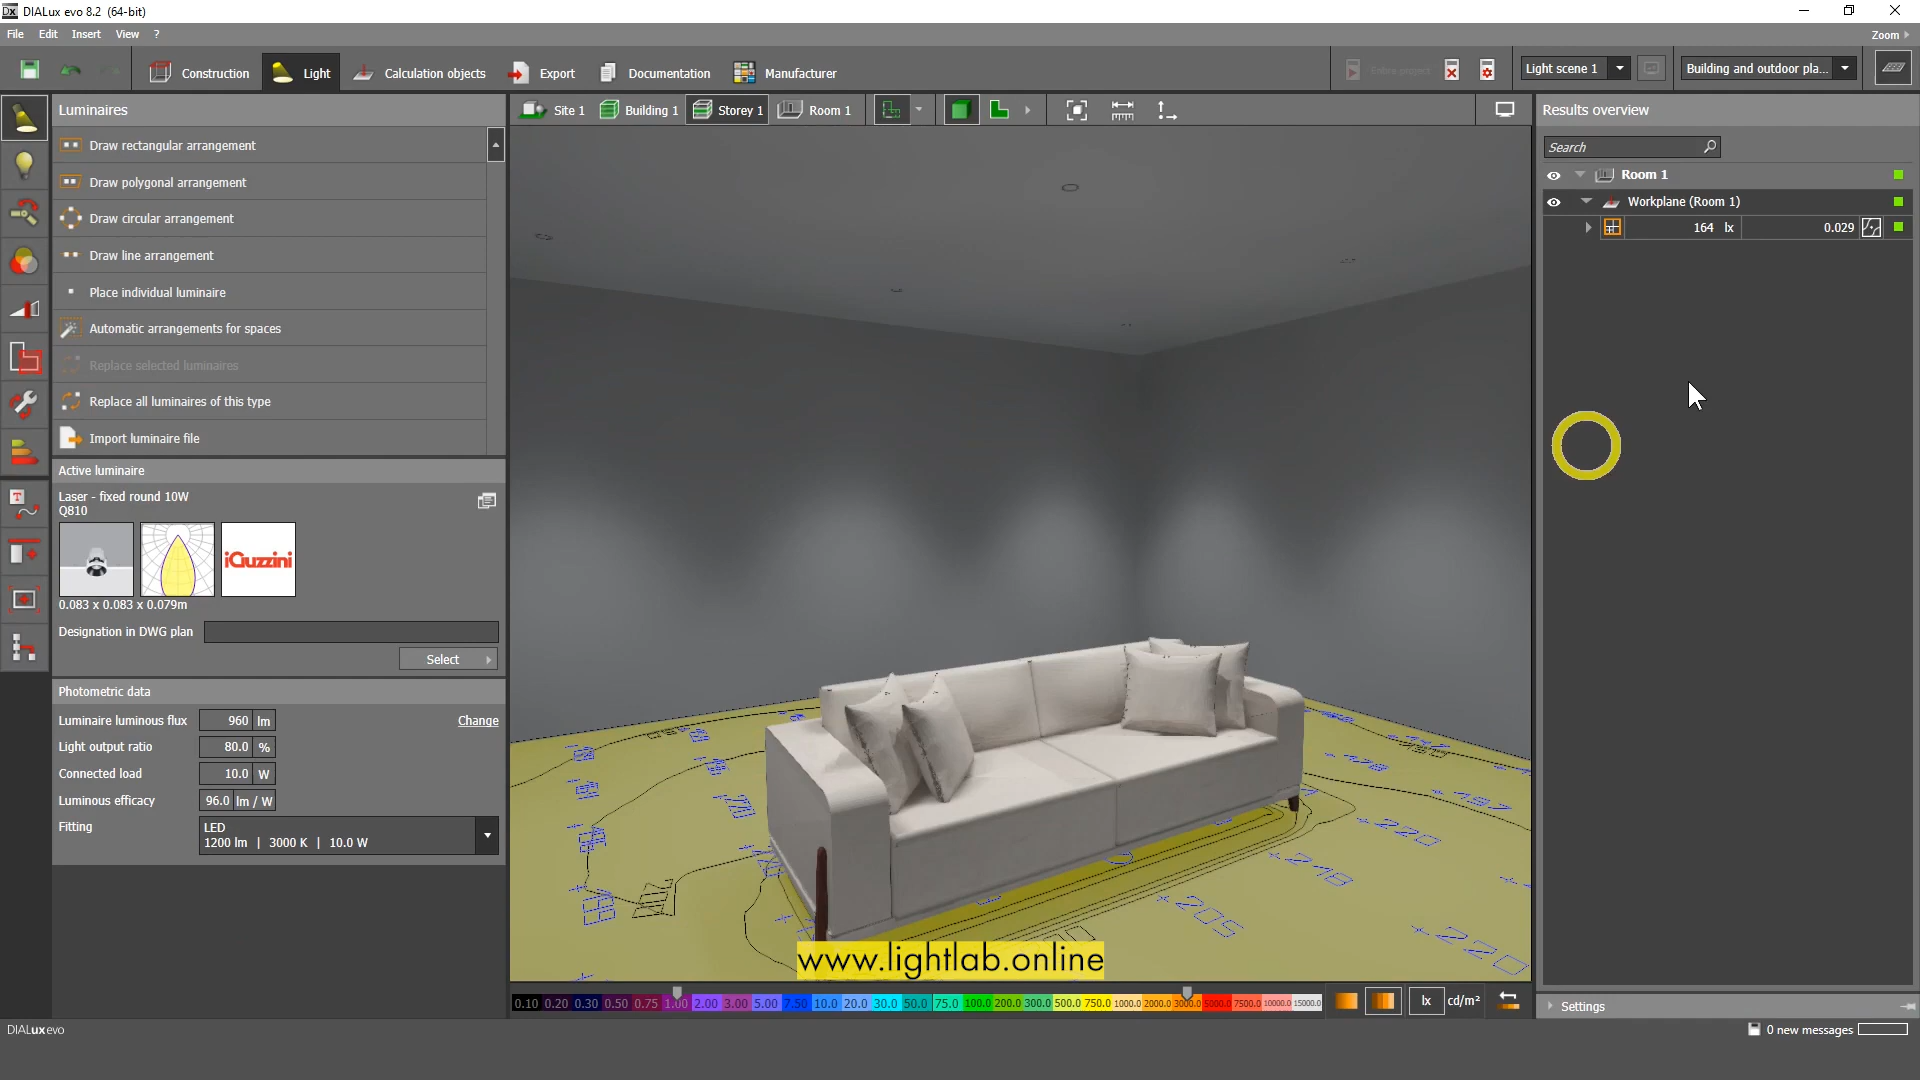 DIALux evo 8.2 (64-bit)
File Edit Insert View ?
Zoom
Construction
Light
Calculation objects
Export
Documentation
Manufacturer
Entire project
Light scene 1
Building and outdoor pla...
Luminaires
Site 1
Building 1
Storey 1
Room 1
Results overview
Draw rectangular arrangement
Search
Draw polygonal arrangement
Room 1
Workplane (Room 1)
Draw circular arrangement
164 lx 0.029
Draw line arrangement
Place individual luminaire
Automatic arrangements for spaces
Replace selected luminaires
Replace all luminaires of this type
Import luminaire file
Active luminaire
Laser - fixed round 10W
Q810
iGuzzini
0.083 x 0.083 x 0.079m
Designation in DWG plan
Select
Photometric data
Luminaire luminous flux 960 lm Change
Light output ratio 80.0 %
Connected load 10.0 W
Luminous efficacy 96.0 lm / W
Fitting
LED
1200 lm | 3000 K | 10.0 W
220
218
205
220
www.lightlab.online
0.10 0.20 0.30 0.50 0.75 1.00 2.00 3.00 5.00 7.50 10.0 20.0 30.0 50.0 75.0 100.0 200.0 300.0 500.0 750.0 1000.0 2000.0 3000.0 5000.0 7500.0 10000.0 15000.0
lx cd/m²
Settings
DIALux evo
0 new messages